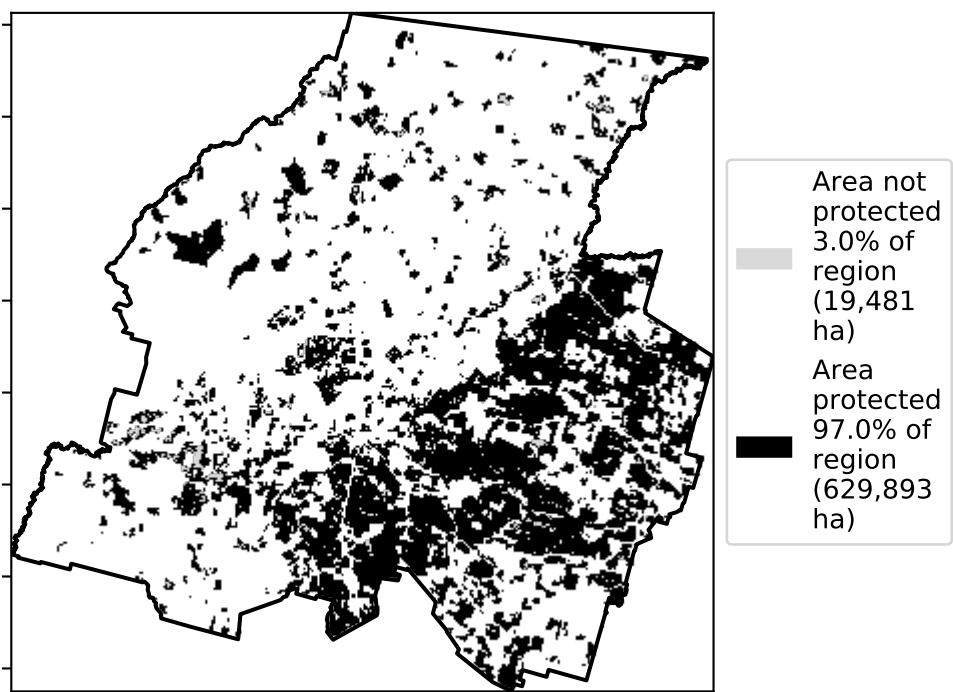 Area not
protected
3.0% of
region
(19,481
ha)
Area
protected
97.0% of
region
(629,893
ha)